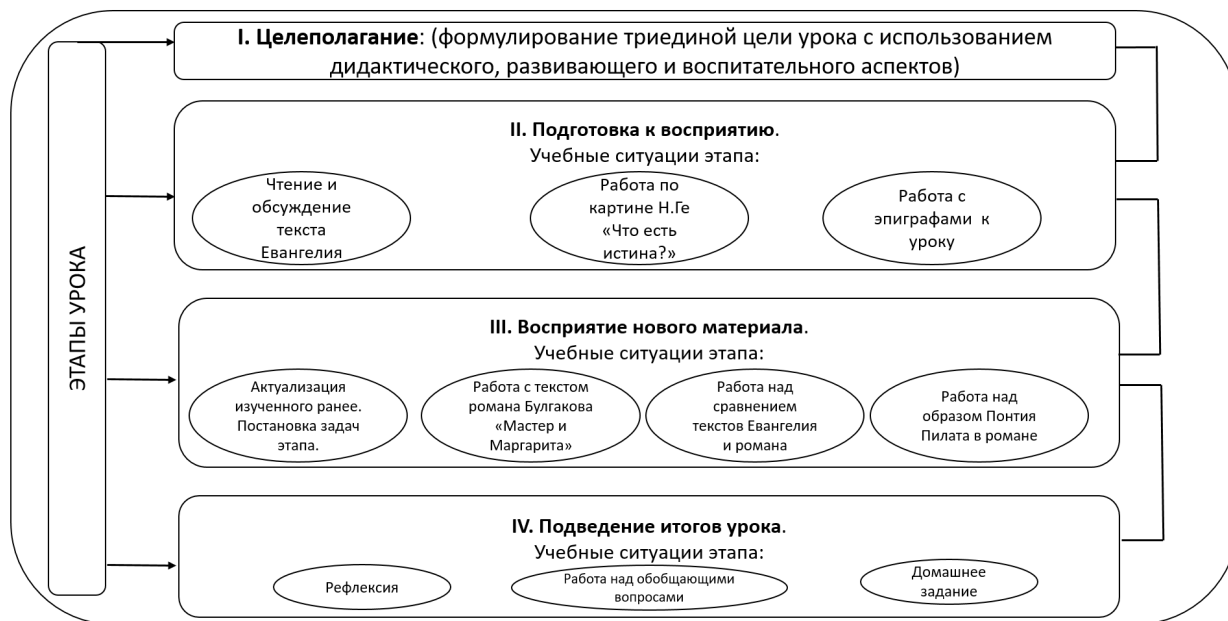 ЭТАПЫ УРОКА
I. Целеполагание: (формулирование триединой цели урока с использованием
дидактического, развивающего и воспитательного аспектов)
II. Подготовка к восприятию.
Учебные ситуации этапа:
Чтение и
обсуждение
текста
Евангелия
Работа по
картине Н.Ге
«Что есть
истина?»
Работа с
эпиграфами к
уроку
III. Восприятие нового материала.
Учебные ситуации этапа:
Актуализация
изученного ранее.
Постановка задач
этапа.
Работа с текстом
романа Булгакова
«Мастер и
Маргарита»
Работа над
сравнением
текстов Евангелия
и романа
Работа над
образом Понтия
Пилата в романе
IV. Подведение итогов урока.
Учебные ситуации этапа:
Рефлексия
Работа над обобщающими
вопросами
Домашнее
задание